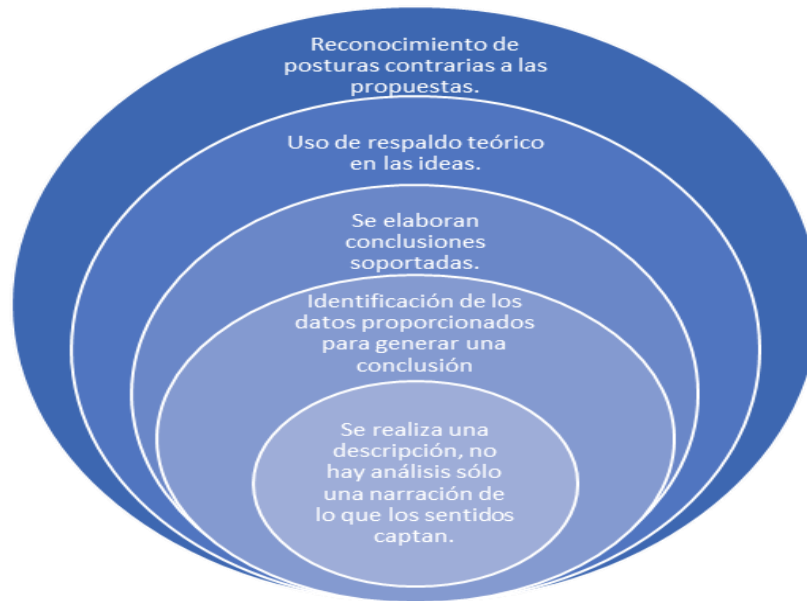 Reconocimiento de
posturas contrarias a las
propuestas.
Uso de respaldo teórico
en las ideas.
Se elaboran
conclusiones
soportadas.
Identificación de los
datos proporcionados
para generar una
conclusión
Se realiza una
descripción, no
hay análisis sólo
una narración de
lo que los sentidos
captan.